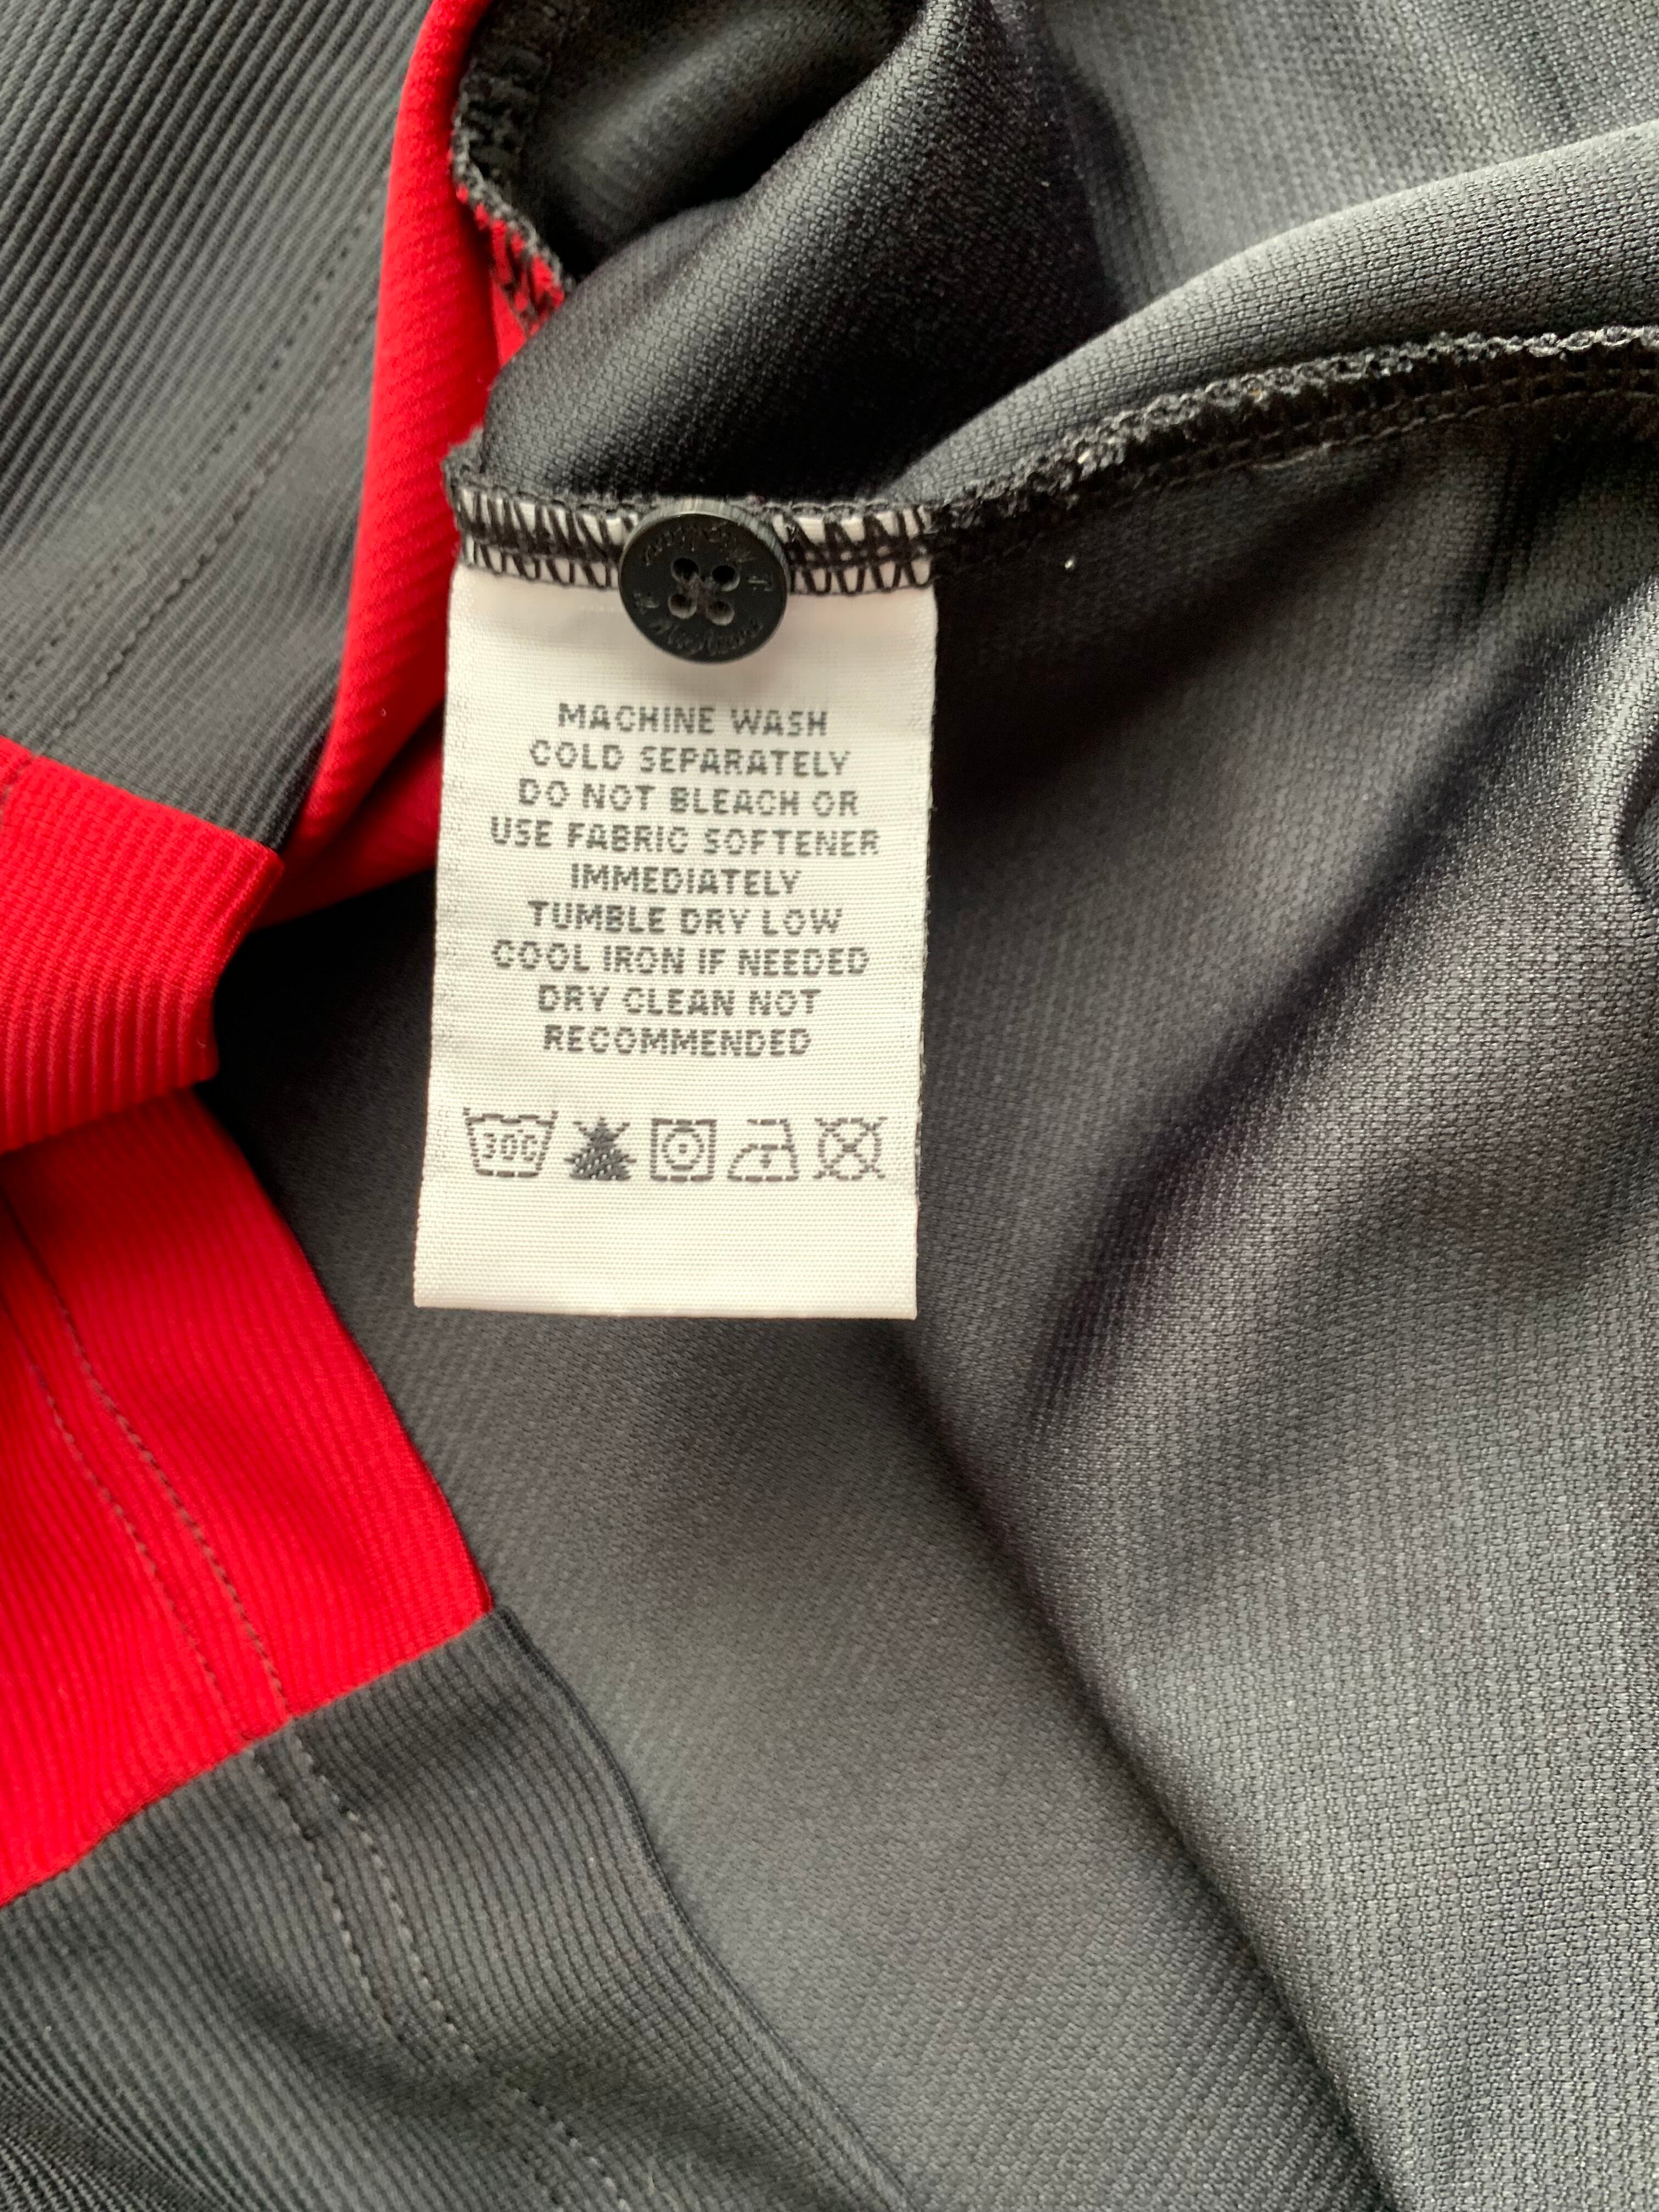 MACHINE WASH
COLD SEPARATELY
DO NOT BLEACH OR
USE FABRIC SOFTENER
IMMEDIATELY
TUMBLE DRY LOW
COOL IRON IF NEEDED
DRY CLEAN NOT
RECOMMENDED
30C